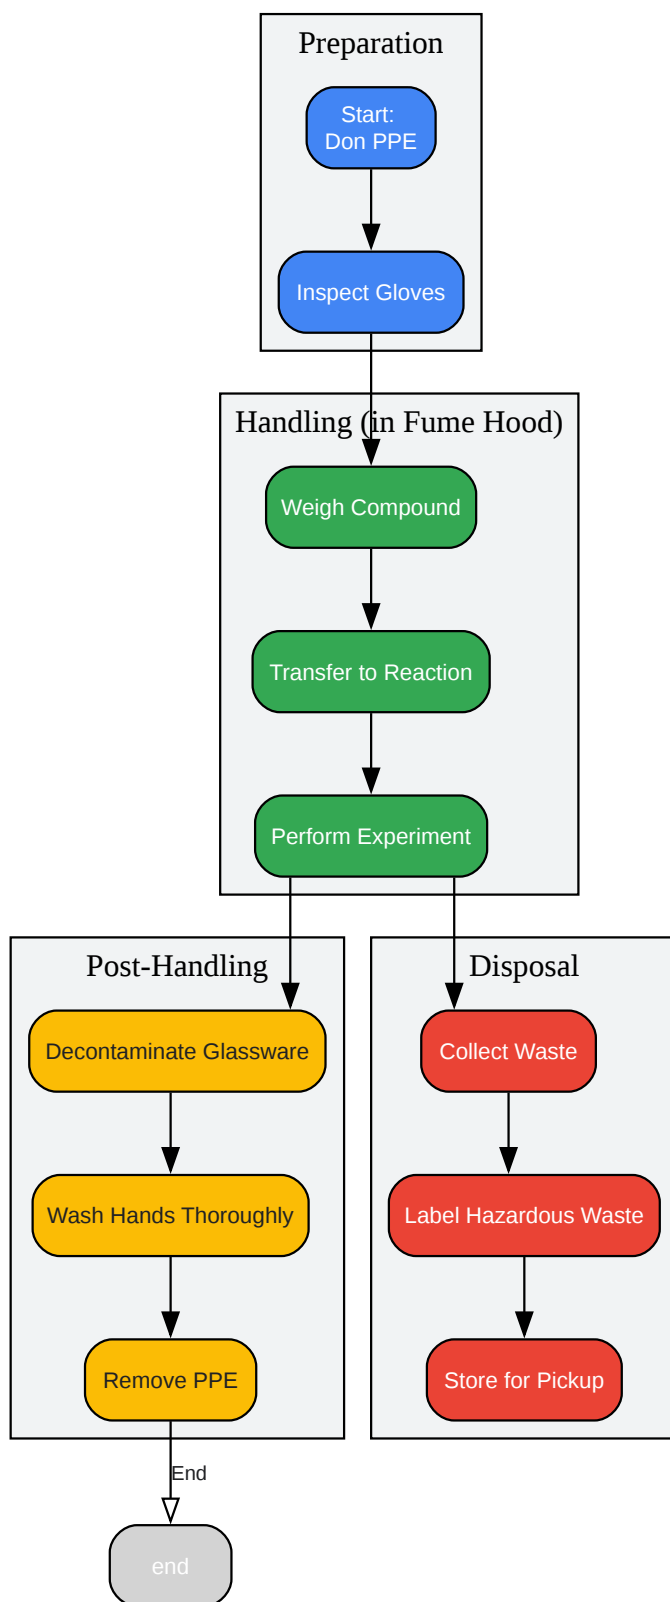 Preparation
Start:
Don PPE
Inspect Gloves
Handling (in Fume Hood)
Weigh Compound
Transfer to Reaction
Perform Experiment
Post-Handling
Decontaminate Glassware
Wash Hands Thoroughly
Remove PPE
End
end
Disposal
Collect Waste
Label Hazardous Waste
Store for Pickup